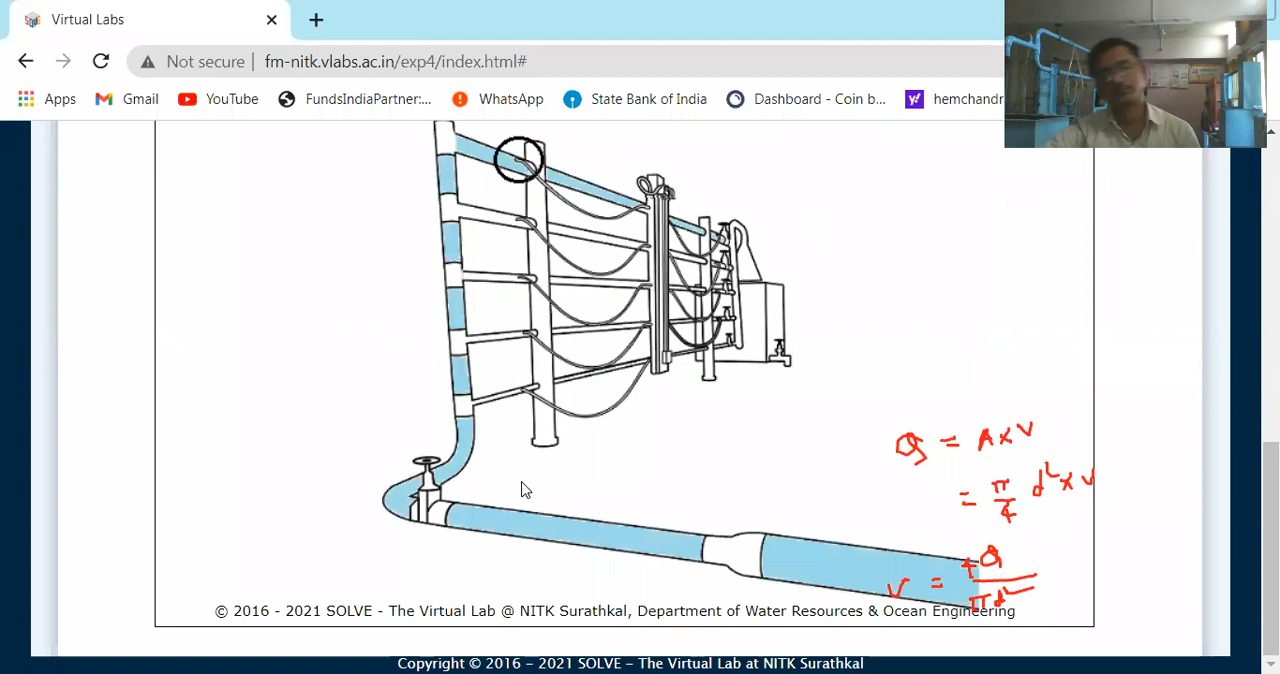 Virtual Labs
Not secure | fm-nitk.vlabs.ac.in/exp4/index.html#
Apps Gmail YouTube FundsIndiaPartner:... WhatsApp State Bank of India Dashboard - Coin b... hemchandr
Q = A x V
= π/4 d² x V
V = 4Q/πd²
© 2016 - 2021 SOLVE - The Virtual Lab @ NITK Surathkal, Department of Water Resources & Ocean Engineering
Copyright © 2016 – 2021 SOLVE – The Virtual Lab at NITK Surathkal